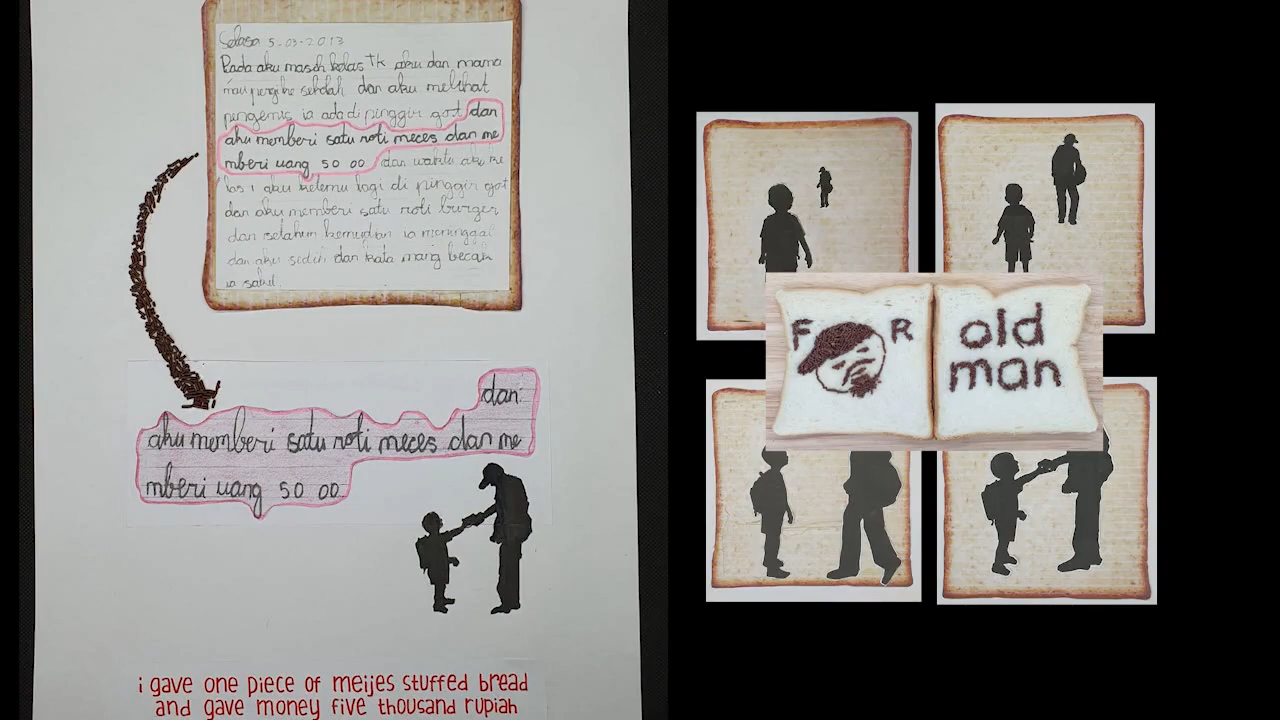 Selasa 5-03-2013
Pada aku masih kelas TK aku dan mama
mau pergi ke sekolah dan aku melihat
pengemis ia ada di pinggir got dan
aku memberi satu roti meces dan me
mberi uang 50 00 dan waktu aku ke
las 1 aku ketemu lagi di pinggir got
dan aku memberi satu roti burger
dan setahun kemudian ia meninggal
dan aku sedih dan kata mang becak
ia sakit.
dan
aku memberi satu roti meces dan me
mberi uang 50 00
i gave one piece of meijes stuffed bread
and gave money five thousand rupiah
F R
old
man